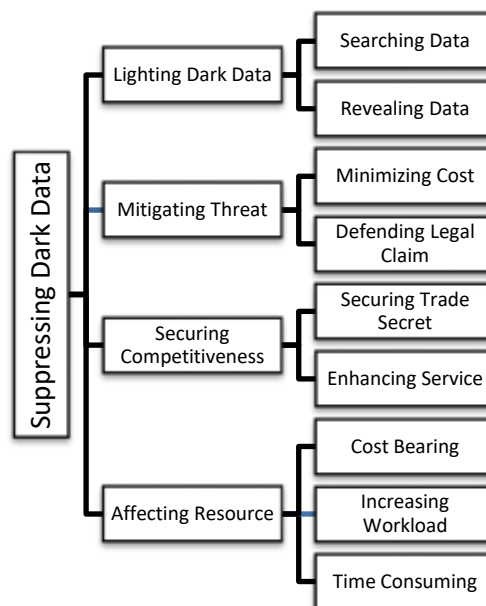 Suppressing Dark Data
Lighting Dark Data
Searching Data
Revealing Data
Mitigating Threat
Minimizing Cost
Defending Legal
Claim
Securing
Competitiveness
Securing Trade
Secret
Enhancing Service
Affecting Resource
Cost Bearing
Increasing
Workload
Time Consuming